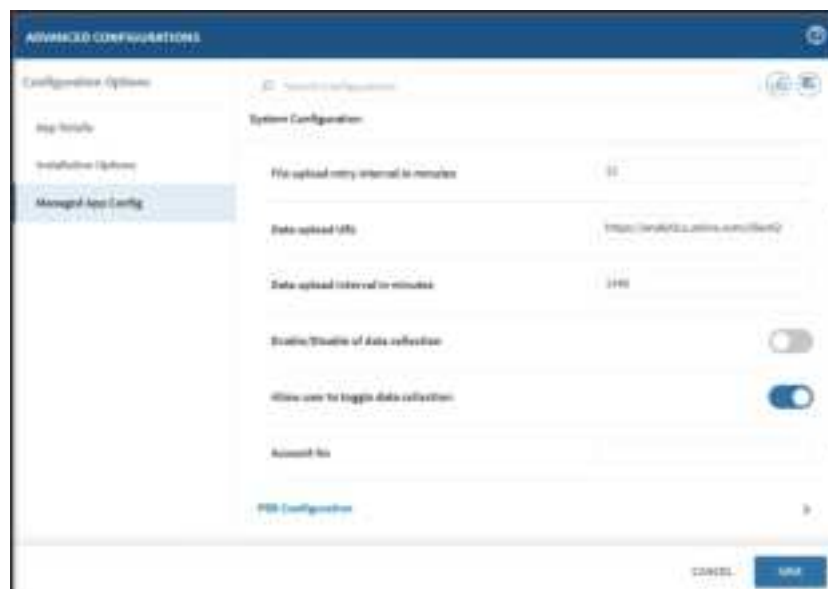 ADVANCED CONFIGURATIONS
Configuration Options
Search Configurations
App Details
System Configuration
Installation Options
File upload retry interval in minutes
Managed App Config
Data upload URL
Data upload interval in minutes
1440
Enable/Disable of data collection
Allow user to toggle data collection
Account No
Configuration
CANCEL
SAVE